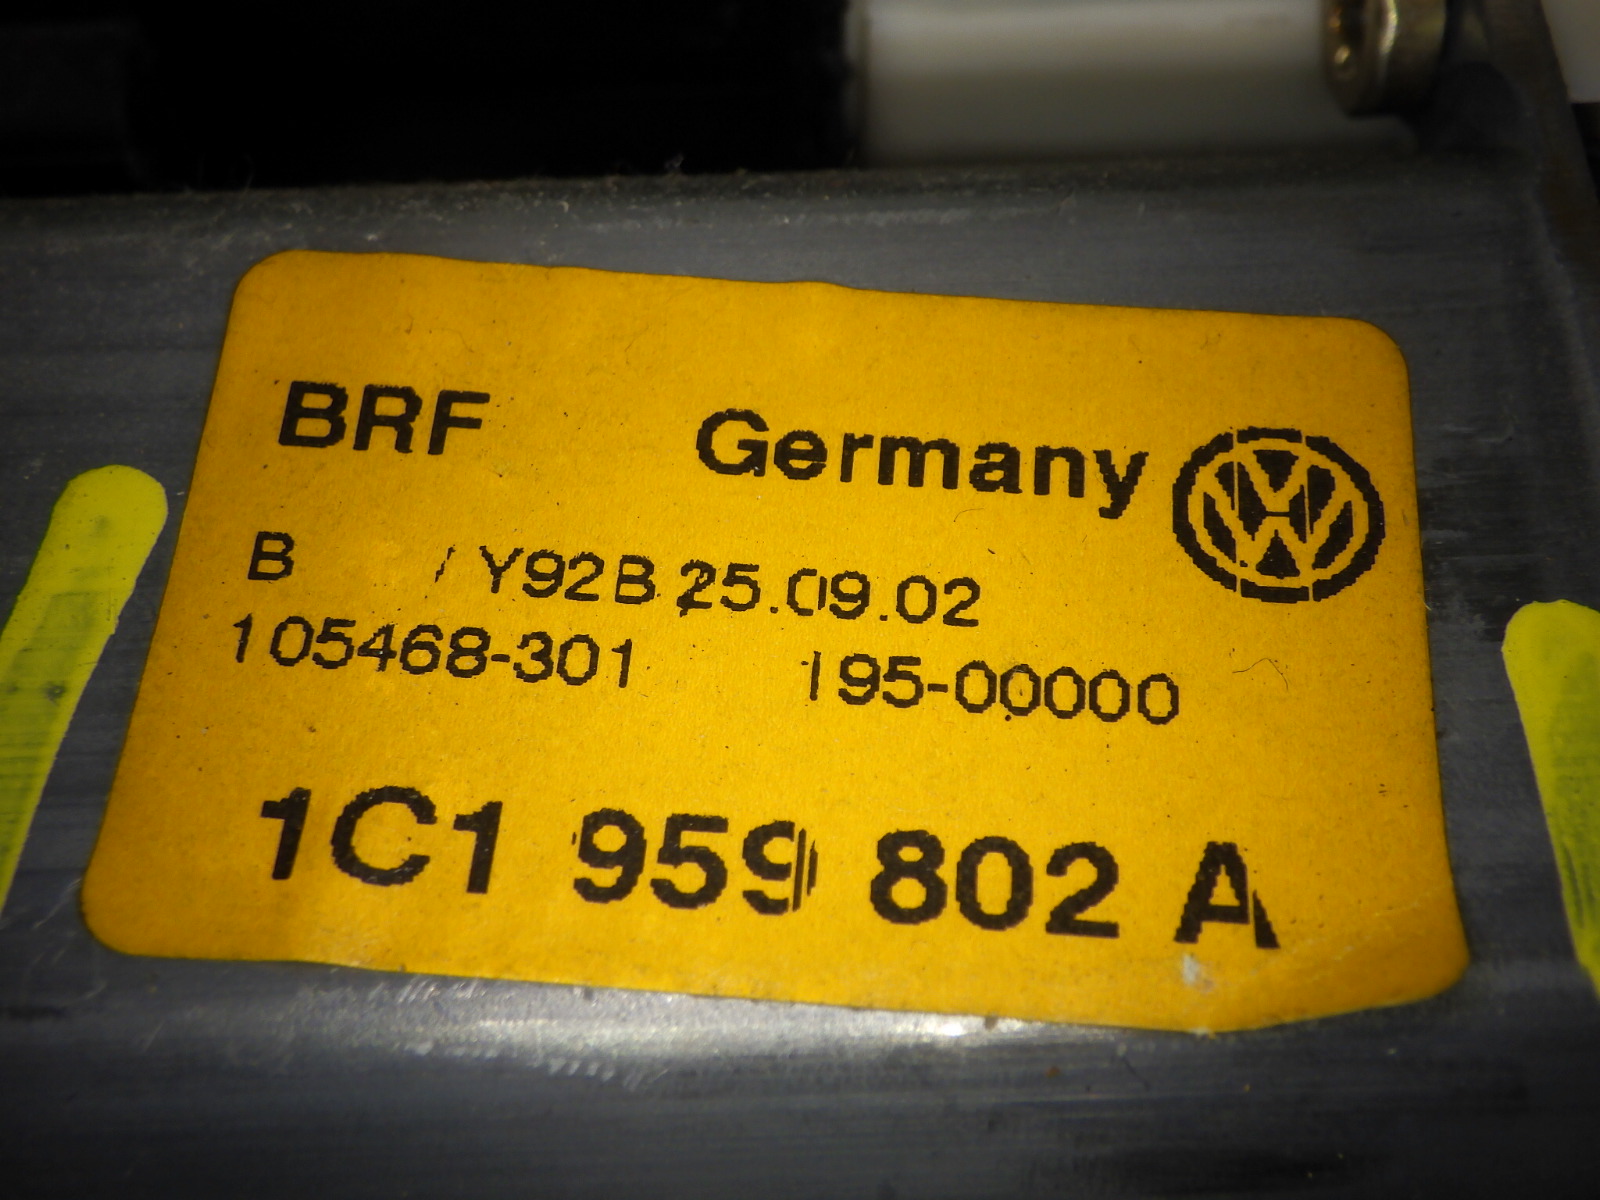 BRF Germany
B / Y92B 25.09.02
105468-301 195-00000
1C1 959 802 A